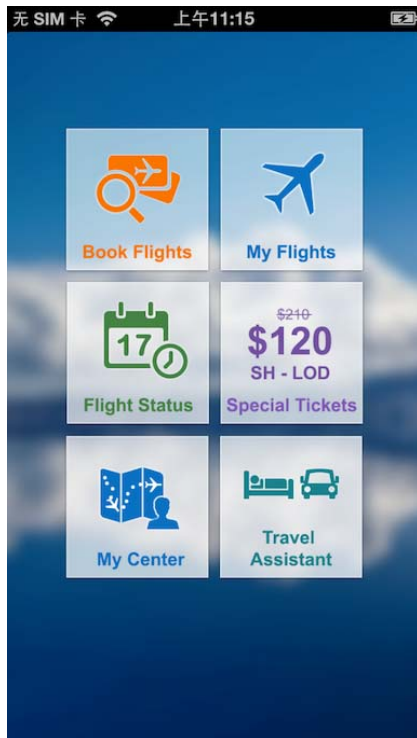 无 SIM 卡 上午11:15
Book Flights
My Flights
17
Flight Status
$210
$120
SH - LOD
Special Tickets
My Center
Travel
Assistant